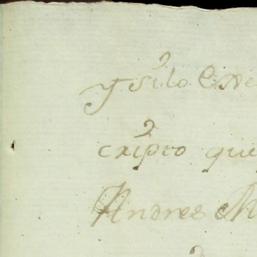 y si lo
cripto que
Andres M